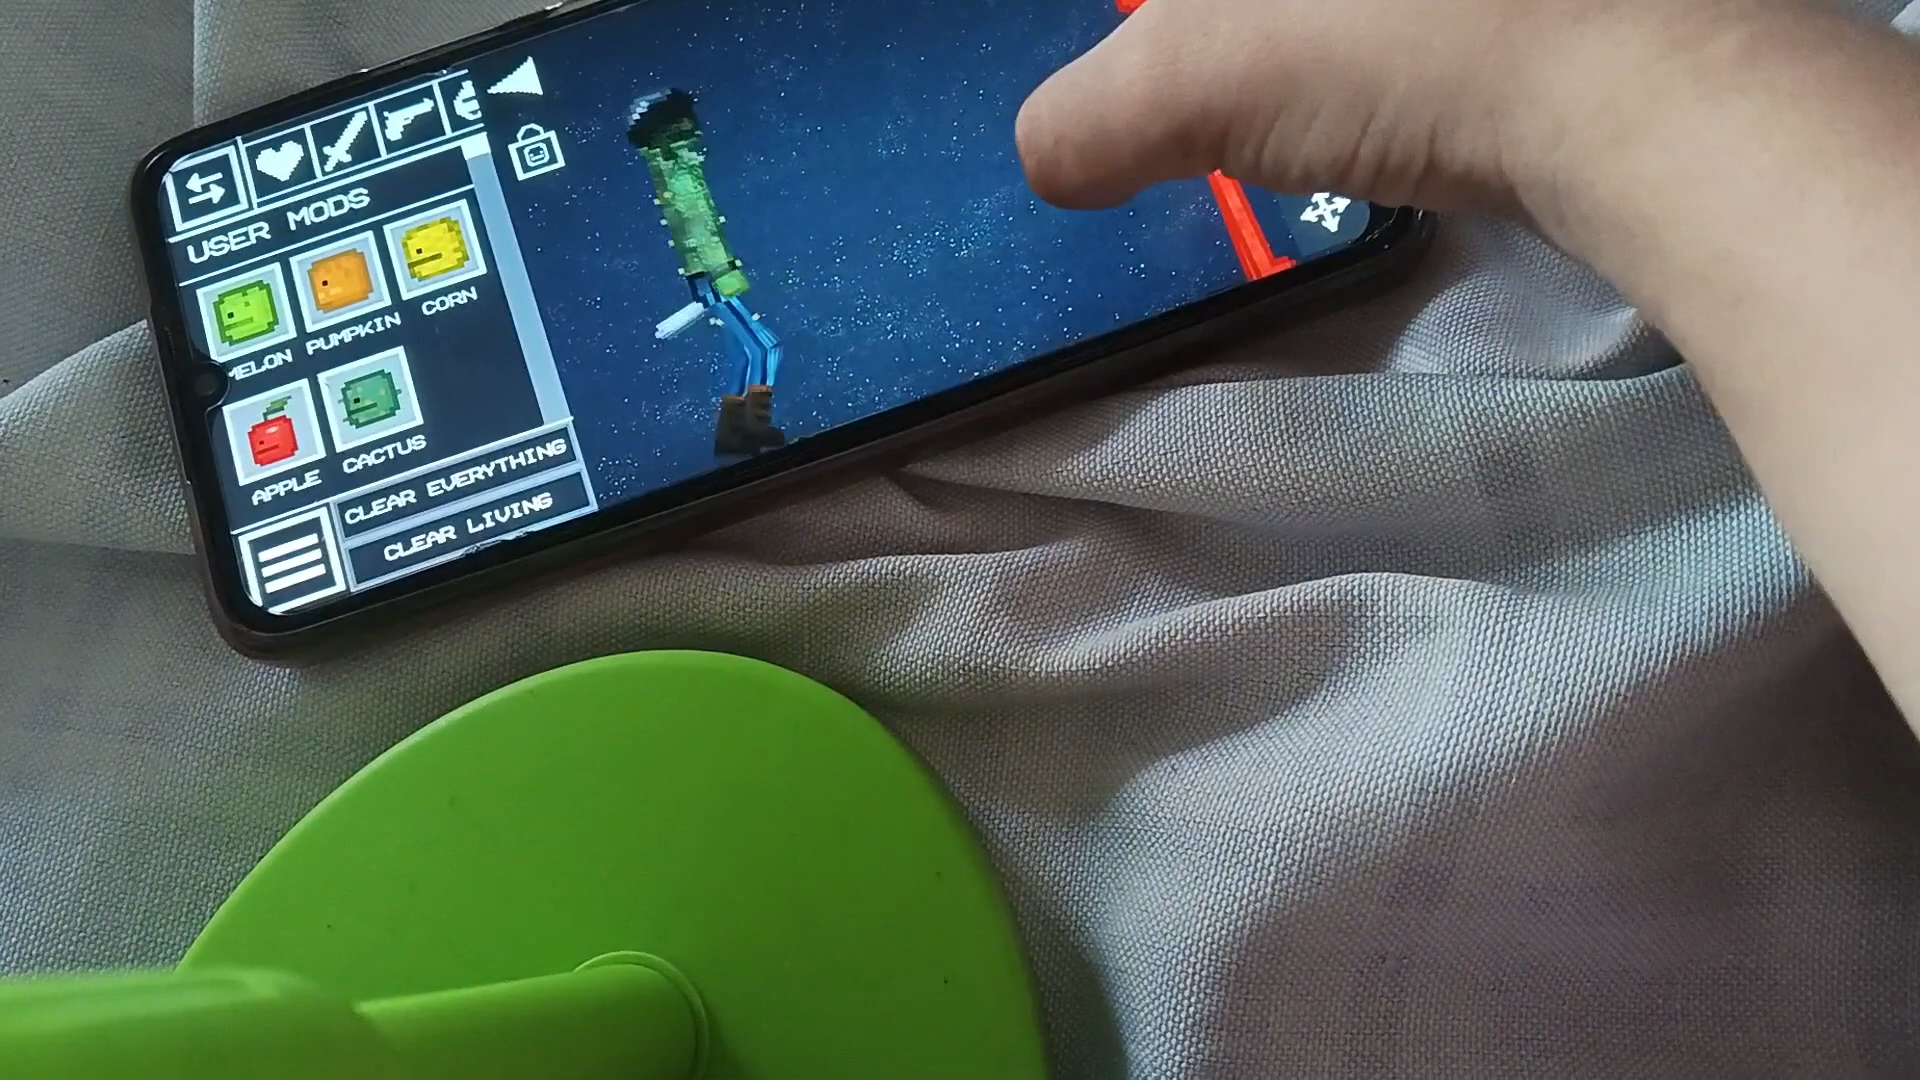 USER MODS
MELON PUMPKIN CORN
APPLE CACTUS
CLEAR EVERYTHING
CLEAR LIVING